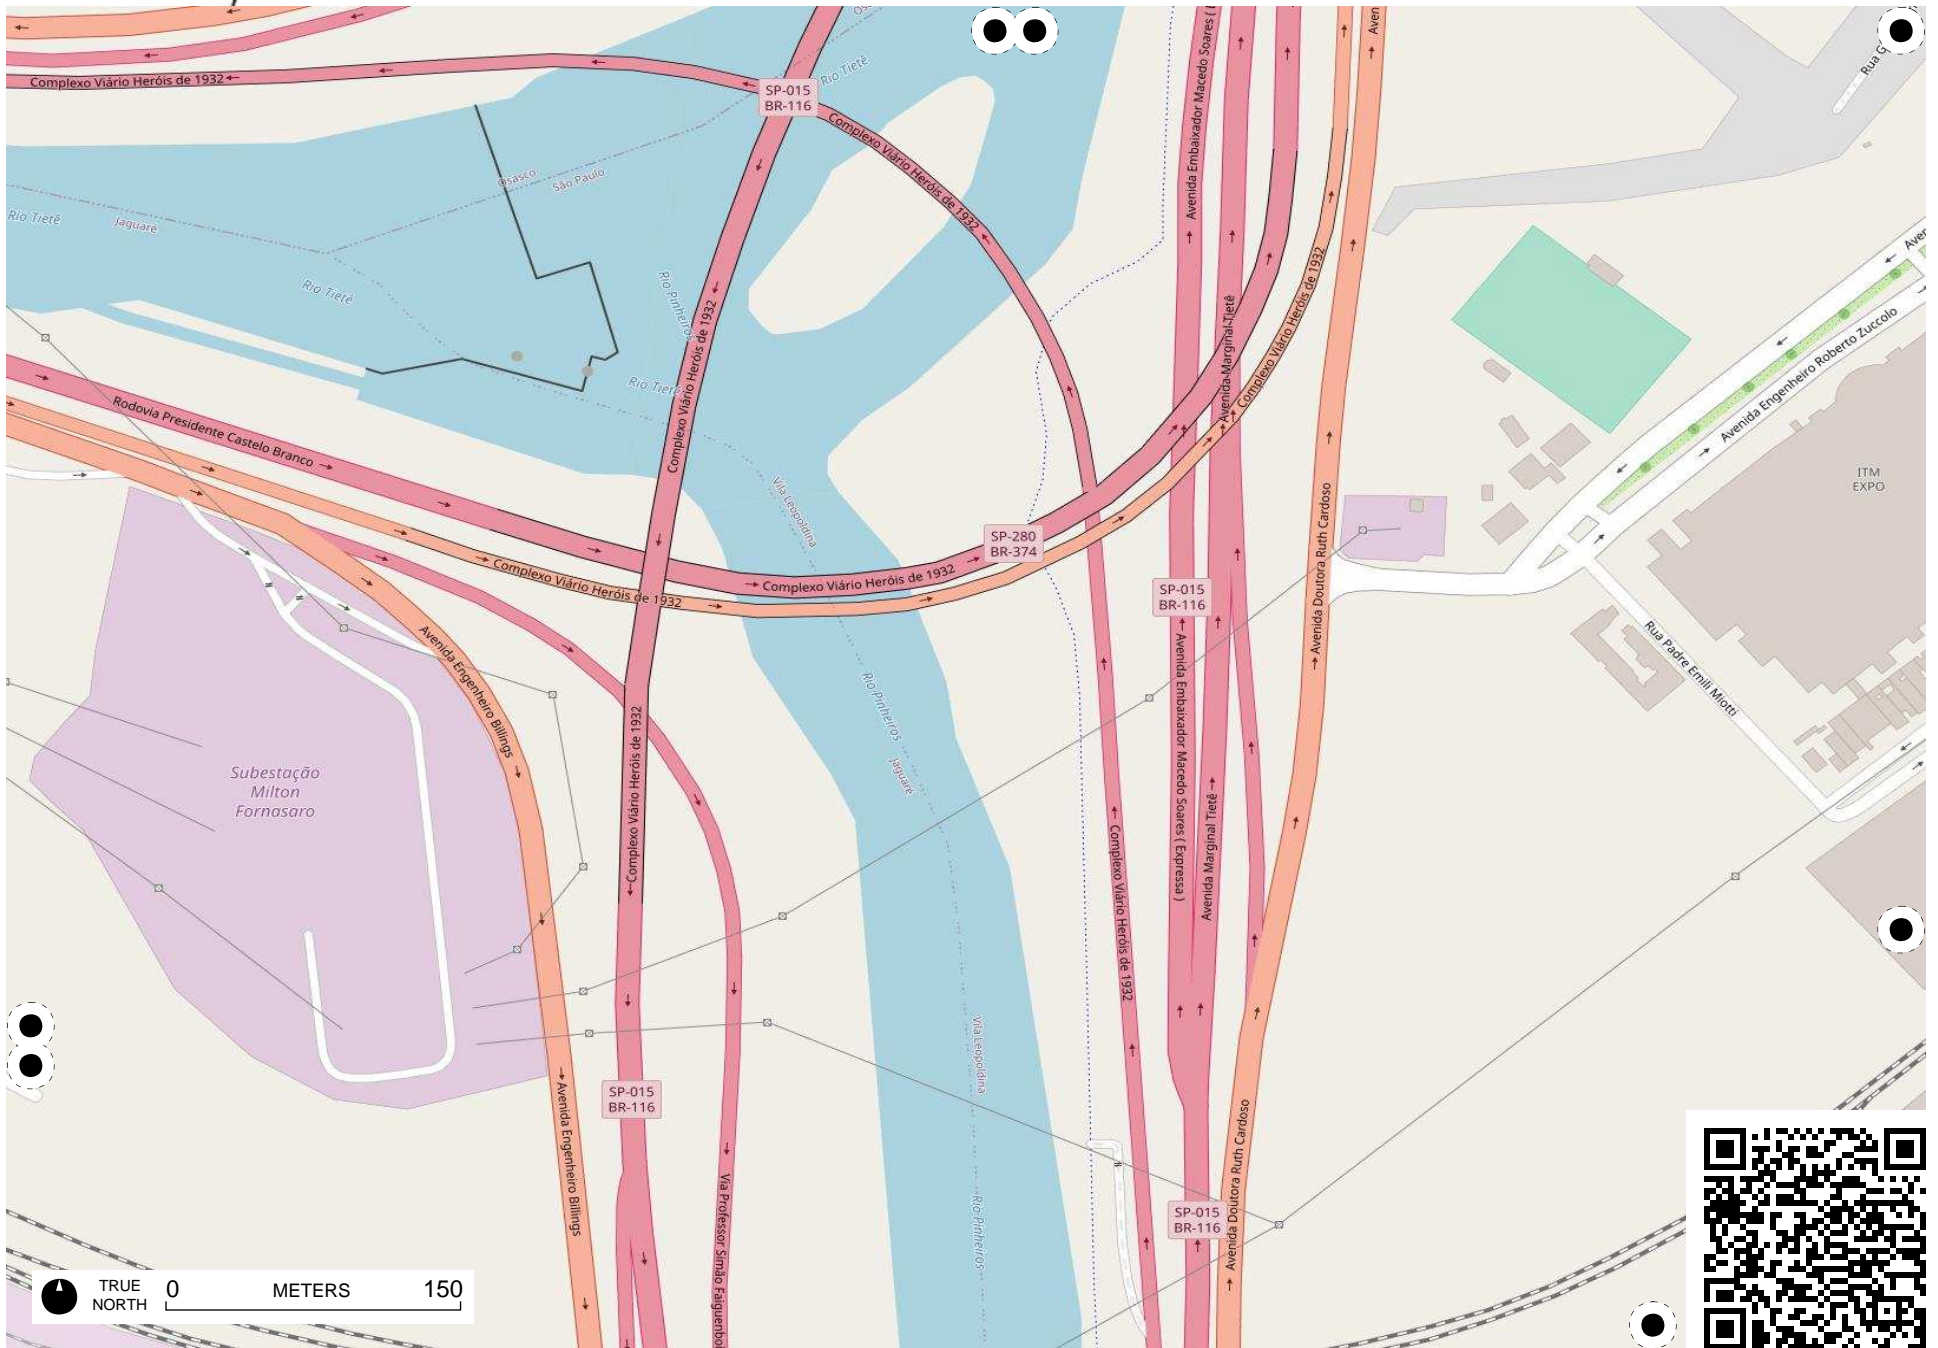 Complexo Viário Heróis de 1932
SP-015
BR-116
Rio Tietê
Osasco
São Paulo
Rio Tietê
Jaguaré
Rio Tietê
Rio Pinheiros
Complexo Viário Heróis de 1932
Complexo Viário Heróis de 1932
Avenida Embaixador Macedo Soares (
Aven
Rua G
Aven
Avenida Marginal Tietê
Complexo Viário Heróis de 1932
Avenida Engenheiro Roberto Zuccolo
Rio Tietê
Rodovia Presidente Castelo Branco
Vila Leopoldina
ITM
EXPO
SP-280
BR-374
Complexo Viário Heróis de 1932
Complexo Viário Heróis de 1932
SP-015
BR-116
Avenida Doutora Ruth Cardoso
Rua Padre Emili Miotti
Avenida Engenheiro Billings
Rio Pinheiros
Jaguaré
Complexo Viário Heróis de 1932
Subestação
Milton
Fornasaro
Avenida Embaixador Macedo Soares ( Expressa )
Avenida Marginal Tietê
Complexo Viário Heróis de 1932
Vila Leopoldina
SP-015
BR-116
Avenida Engenheiro Billings
Via Professor Simão Faiguenboi
Rio Pinheiros
SP-015
BR-116
Avenida Doutora Ruth Cardoso
TRUE
NORTH
0 METERS 150